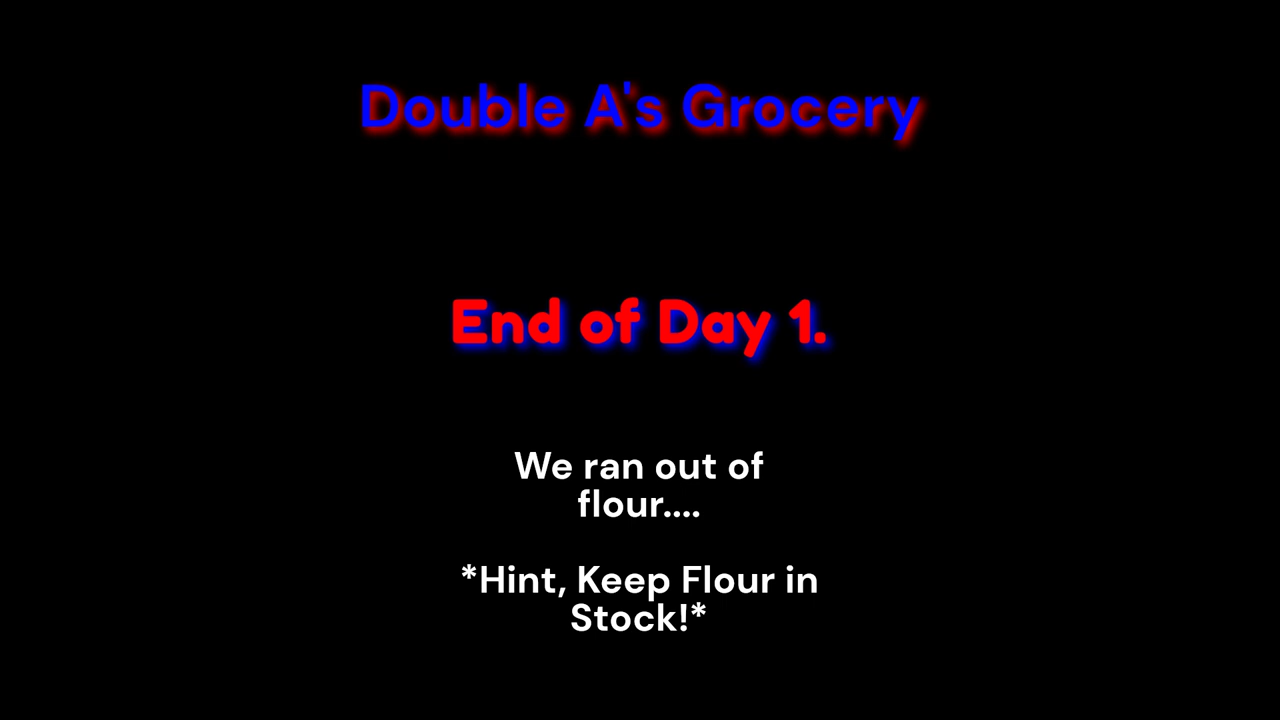 Double A's Grocery
End of Day 1.
We ran out of
flour....
*Hint, Keep Flour in
Stock!*